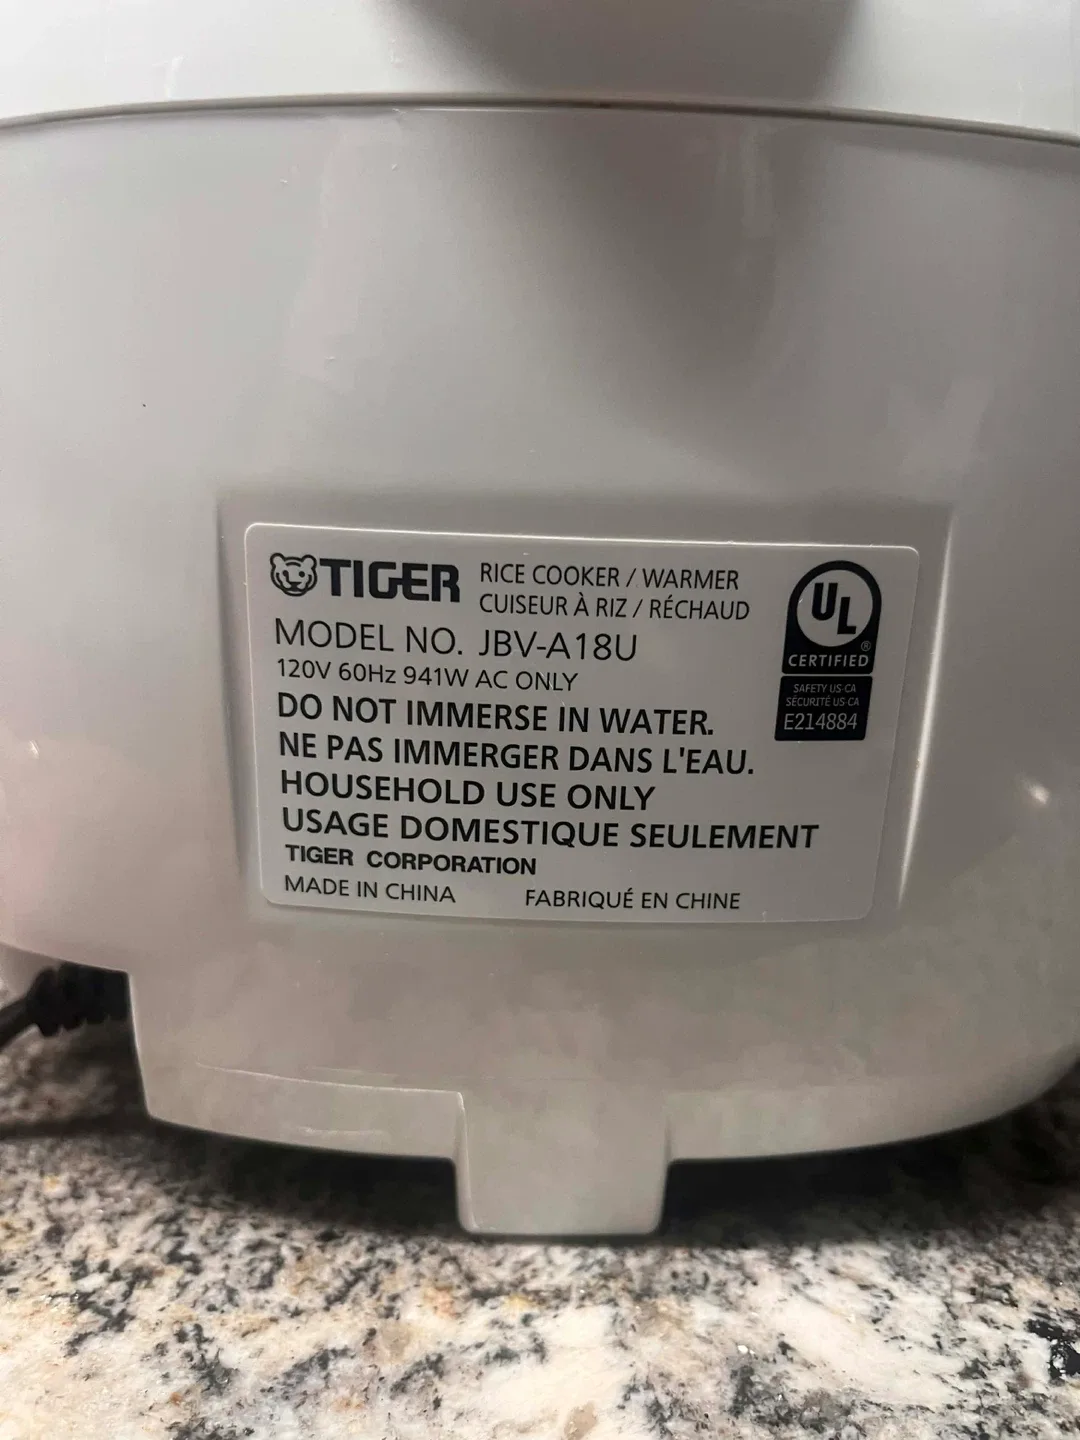 TIGER
RICE COOKER / WARMER
CUISEUR À RIZ / RÉCHAUD
MODEL NO. JBV-A18U
120V 60Hz 941W AC ONLY
DO NOT IMMERSE IN WATER.
NE PAS IMMERGER DANS L'EAU.
HOUSEHOLD USE ONLY
USAGE DOMESTIQUE SEULEMENT
TIGER CORPORATION
MADE IN CHINA FABRIQUÉ EN CHINE
UL
®
CERTIFIED
SAFETY US-CA
SÉCURITÉ US-CA
E214884